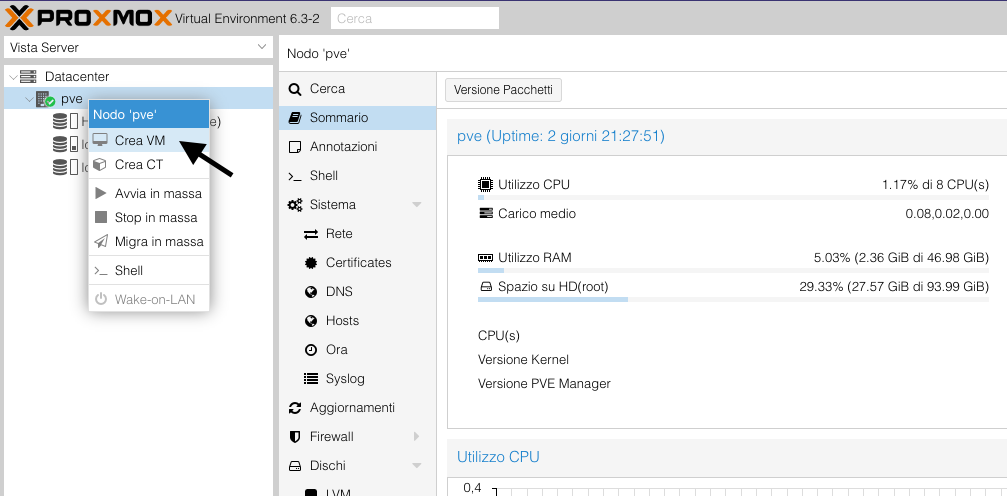 PROXMOX Virtual Environment 6.3-2
Cerca
Vista Server
Datacenter
pve
Nodo 'pve'
Crea VM
Crea CT
Avvia in massa
Stop in massa
Migra in massa
Shell
Wake-on-LAN
Nodo 'pve'
Cerca
Sommario
Annotazioni
Shell
Sistema
Rete
Certificates
DNS
Hosts
Ora
Syslog
Aggiornamenti
Firewall
Dischi
LVM
Versione Pacchetti
pve (Uptime: 2 giorni 21:27:51)
Utilizzo CPU 1.17% di 8 CPU(s)
Carico medio 0.08,0.02,0.00
Utilizzo RAM 5.03% (2.36 GiB di 46.98 GiB)
Spazio su HD(root) 29.33% (27.57 GiB di 93.99 GiB)
CPU(s)
Versione Kernel
Versione PVE Manager
Utilizzo CPU
0,4